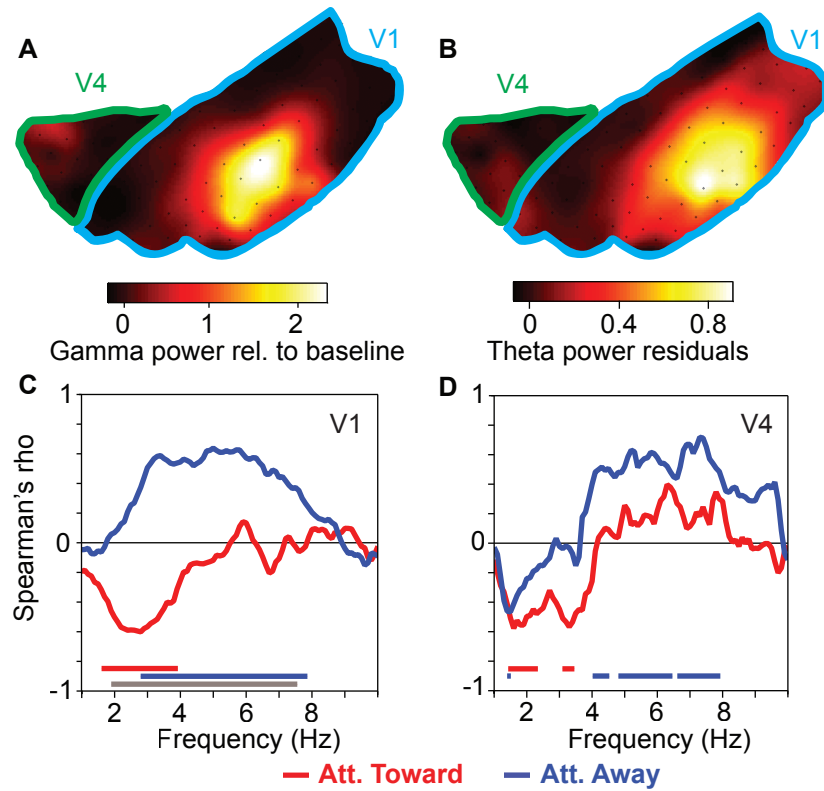 A
V4
V1
0 1 2
Gamma power rel. to baseline
B
V1
V4
0 0.4 0.8
Theta power residuals
C
V1
1
0
-1
Spearman's rho
2 4 6 8
Frequency (Hz)
D
V4
1
0
-1
2 4 6 8
Frequency (Hz)
Att. Toward Att. Away